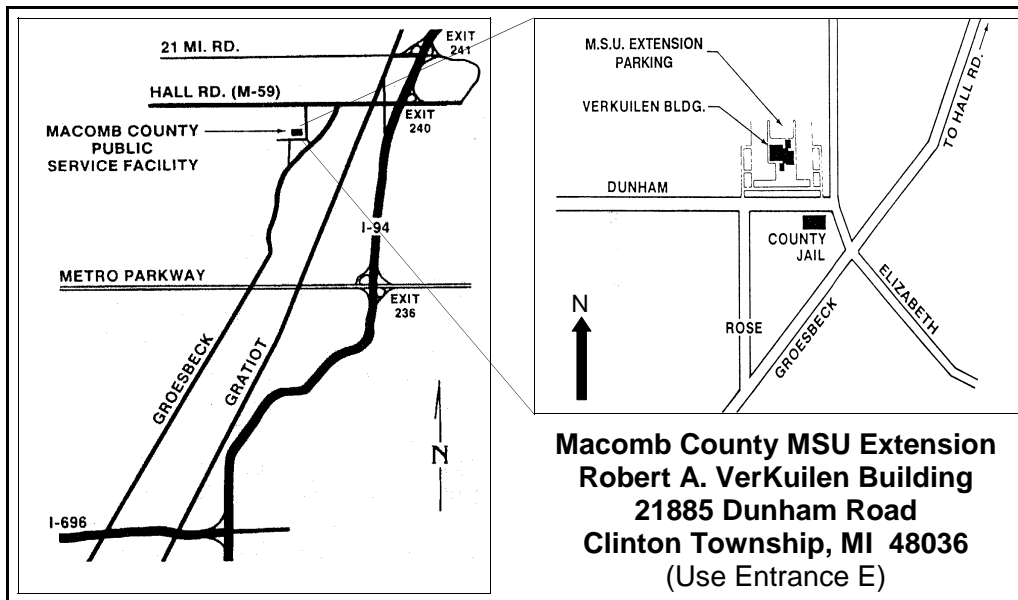 21 MI. RD.
EXIT
241
HALL RD. (M-59)
EXIT
240
MACOMB COUNTY
PUBLIC
SERVICE FACILITY
I-94
METRO PARKWAY
EXIT
236
GROESBECK
GRATIOT
N
I-696
M.S.U. EXTENSION
PARKING
VERKUILEN BLDG.
TO HALL RD.
DUNHAM
COUNTY
JAIL
ELIZABETH
N
ROSE
GROESBECK
Macomb County MSU Extension
Robert A. VerKuilen Building
21885 Dunham Road
Clinton Township, MI 48036
(Use Entrance E)